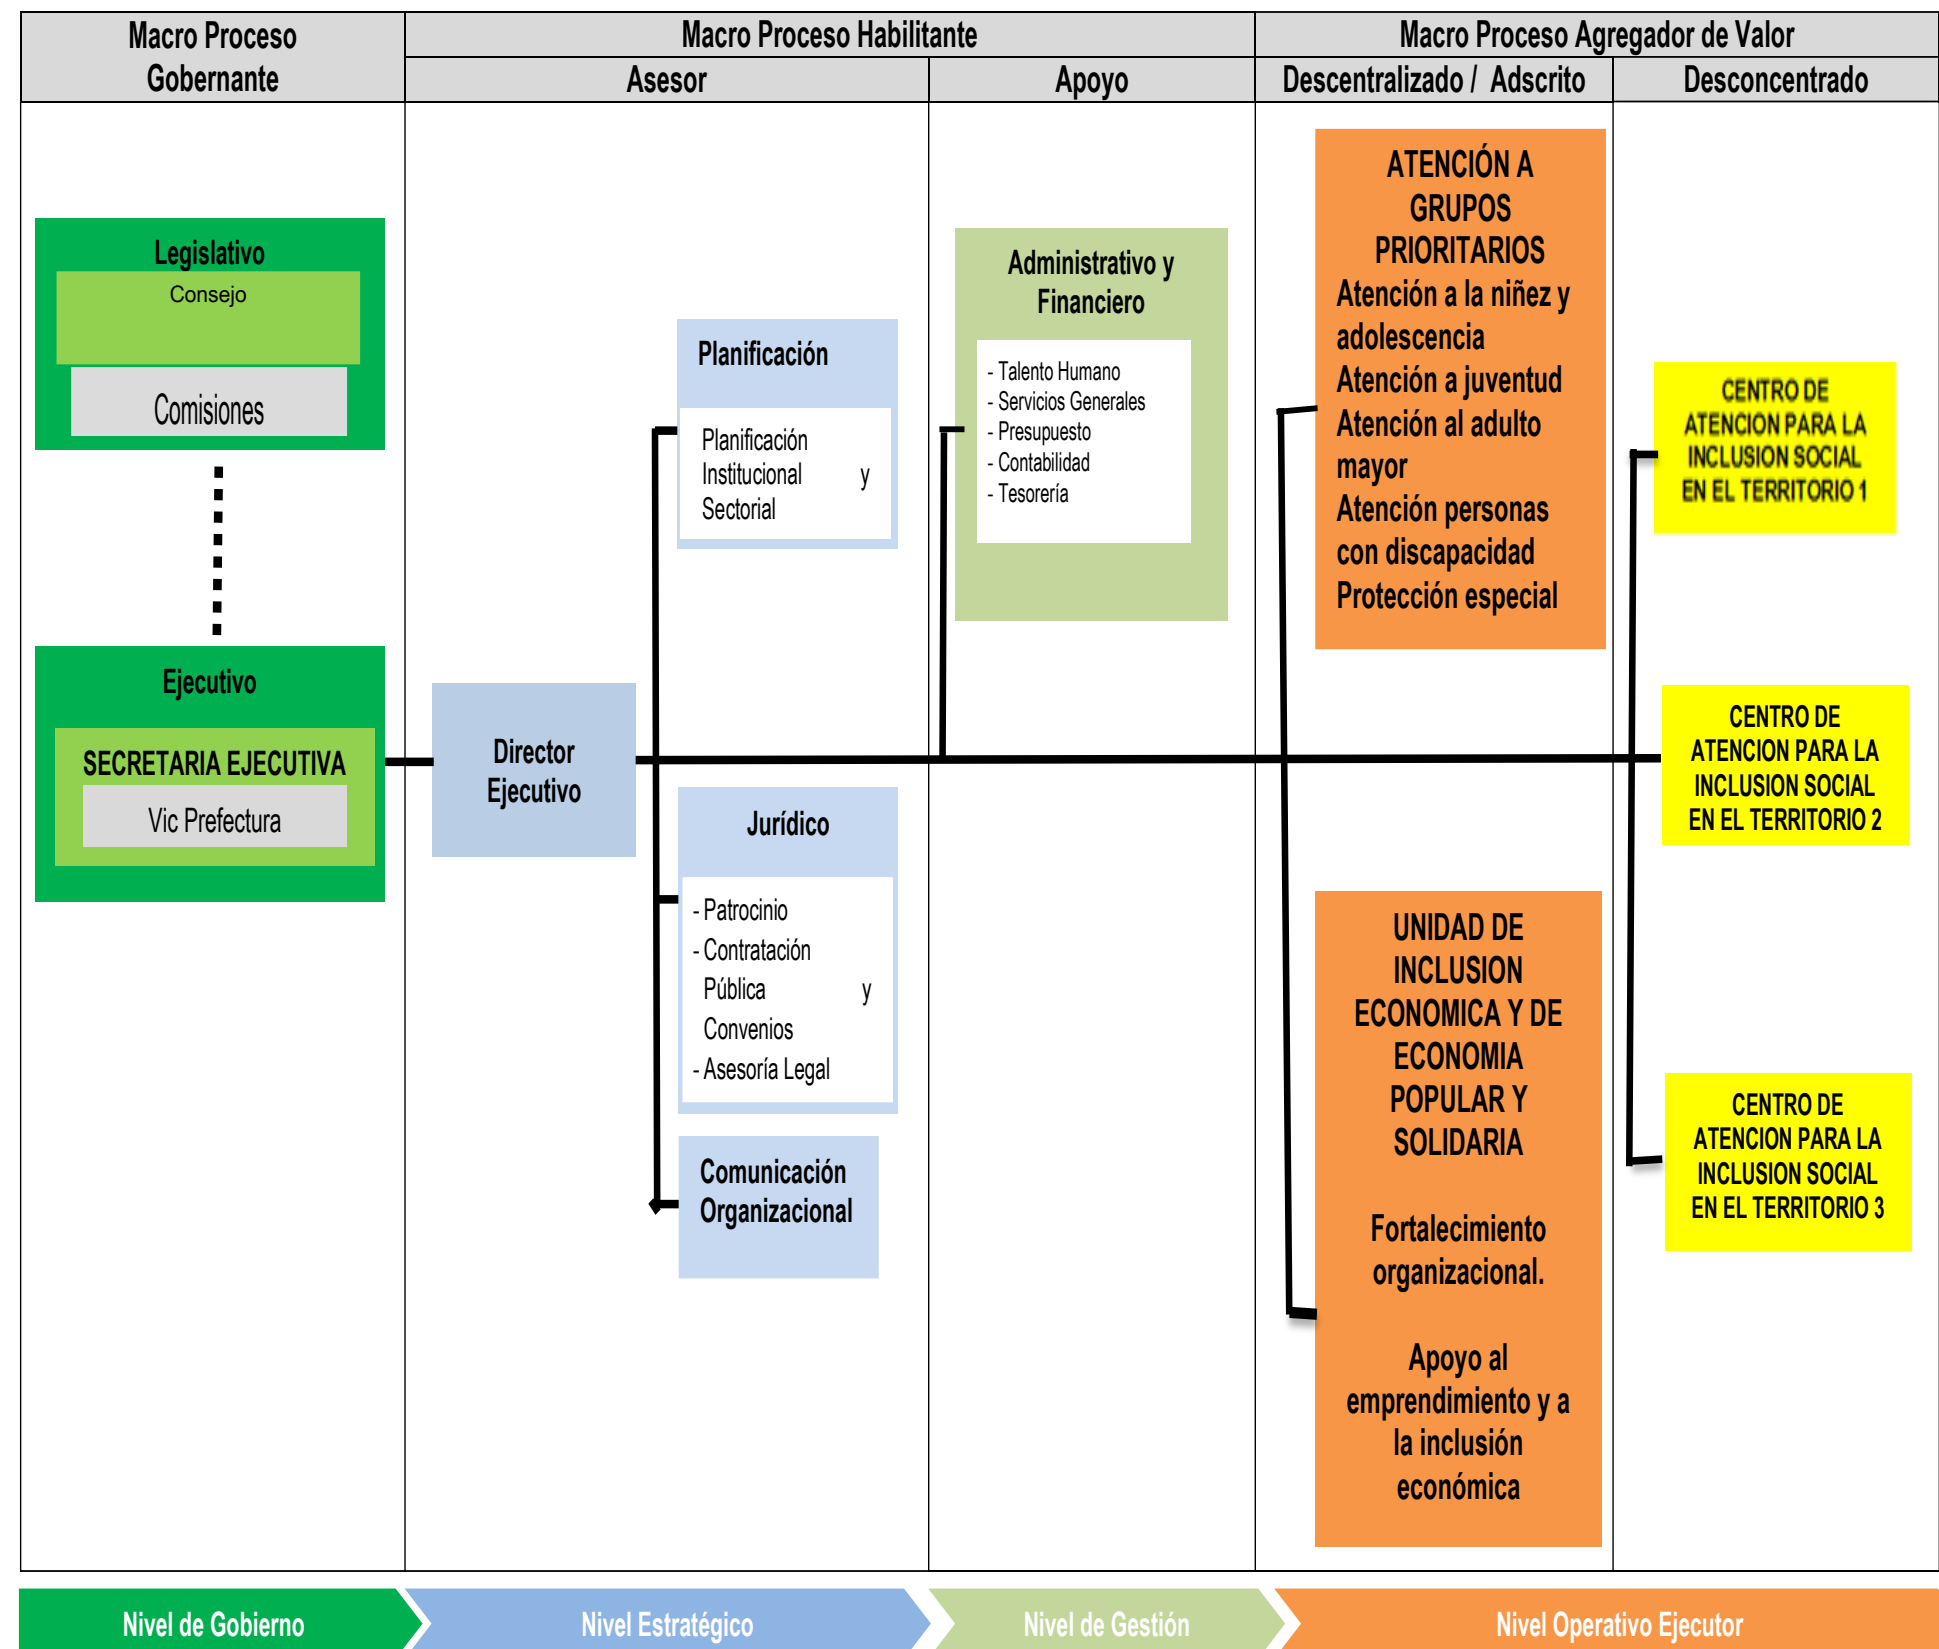 Macro Proceso
Gobernante
Macro Proceso Habilitante
Macro Proceso Agregador de Valor
Asesor
Apoyo
Descentralizado / Adscrito
Desconcentrado
Legislativo
Consejo
Comisiones
Ejecutivo
SECRETARIA EJECUTIVA
Vic Prefectura
Director
Ejecutivo
Planificación
Planificación
Institucional y
Sectorial
Jurídico
- Patrocinio
- Contratación
Pública y
Convenios
- Asesoría Legal
Comunicación
Organizacional
Administrativo y
Financiero
- Talento Humano
- Servicios Generales
- Presupuesto
- Contabilidad
- Tesorería
ATENCIÓN A
GRUPOS
PRIORITARIOS
Atención a la niñez y
adolescencia
Atención a juventud
Atención al adulto
mayor
Atención personas
con discapacidad
Protección especial
UNIDAD DE
INCLUSION
ECONOMICA Y DE
ECONOMIA
POPULAR Y
SOLIDARIA
Fortalecimiento
organizacional.
Apoyo al
emprendimiento y a
la inclusión
económica
CENTRO DE
ATENCION PARA LA
INCLUSION SOCIAL
EN EL TERRITORIO 1
CENTRO DE
ATENCION PARA LA
INCLUSION SOCIAL
EN EL TERRITORIO 2
CENTRO DE
ATENCION PARA LA
INCLUSION SOCIAL
EN EL TERRITORIO 3
Nivel de Gobierno
Nivel Estratégico
Nivel de Gestión
Nivel Operativo Ejecutor